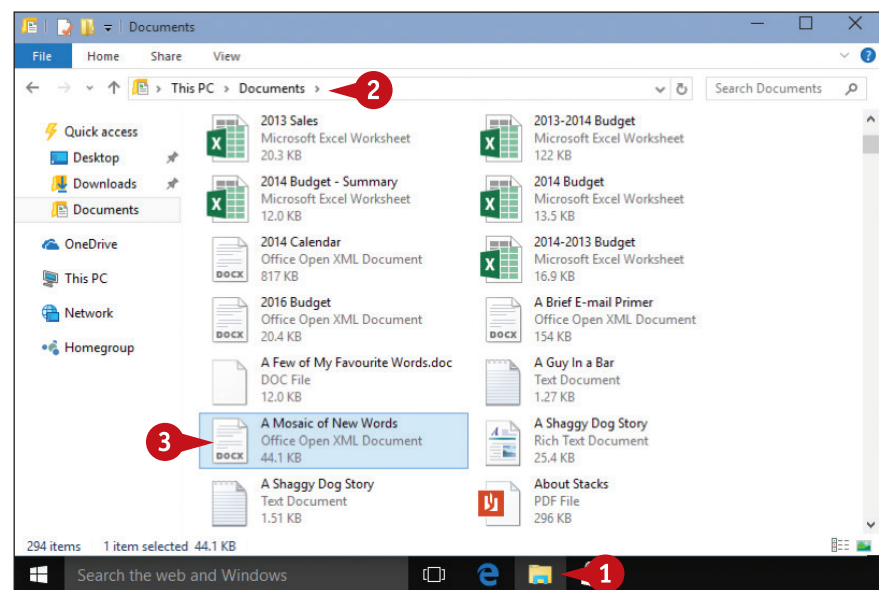 Documents
File Home Share View
This PC Documents 2 Search Documents
Quick access
Desktop
Downloads
Documents
OneDrive
This PC
Network
Homegroup
2013 Sales
Microsoft Excel Worksheet
20.3 KB
2013-2014 Budget
Microsoft Excel Worksheet
122 KB
2014 Budget - Summary
Microsoft Excel Worksheet
12.0 KB
2014 Budget
Microsoft Excel Worksheet
13.5 KB
DOCX
2014 Calendar
Office Open XML Document
817 KB
2014-2013 Budget
Microsoft Excel Worksheet
16.9 KB
DOCX
2016 Budget
Office Open XML Document
20.4 KB
DOCX
A Brief E-mail Primer
Office Open XML Document
154 KB
A Few of My Favourite Words.doc
DOC File
12.0 KB
A Guy In a Bar
Text Document
1.27 KB
3
DOCX
A Mosaic of New Words
Office Open XML Document
44.1 KB
A Shaggy Dog Story
Rich Text Document
25.4 KB
A Shaggy Dog Story
Text Document
1.51 KB
About Stacks
PDF File
296 KB
294 items 1 item selected 44.1 KB
Search the web and Windows 1